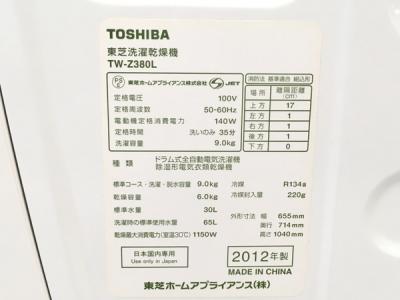 TOSHIBA
東芝洗濯乾燥機
TW-Z380L
PS E
東芝ホームアプライアンス株式会社 JET
定格電圧 100V
定格周波数 50-60Hz
電動機定格消費電力 140W
定格時間 洗いのみ 35分
洗濯容量 9.0kg
消防法 基準適合 組込形
場所 離隔距離(cm)
上方 17
左方 1
右方 1
後方 1
下方 0
種類 ドラム式全自動電気洗濯機
除湿形電気衣類乾燥機
標準コース・洗濯・脱水容量 9.0kg
乾燥容量 6.0kg
標準水量 30L
洗濯時の標準使用水量 65L
乾燥最大消費電力(室温30℃) 1150W
冷媒 R134a
冷媒封入量 220g
外形寸法 幅 655mm
奥行 714mm
高さ 1040mm
日本国内専用
Use only in Japan
2012年製
MADE IN CHINA
東芝ホームアプライアンス(株)